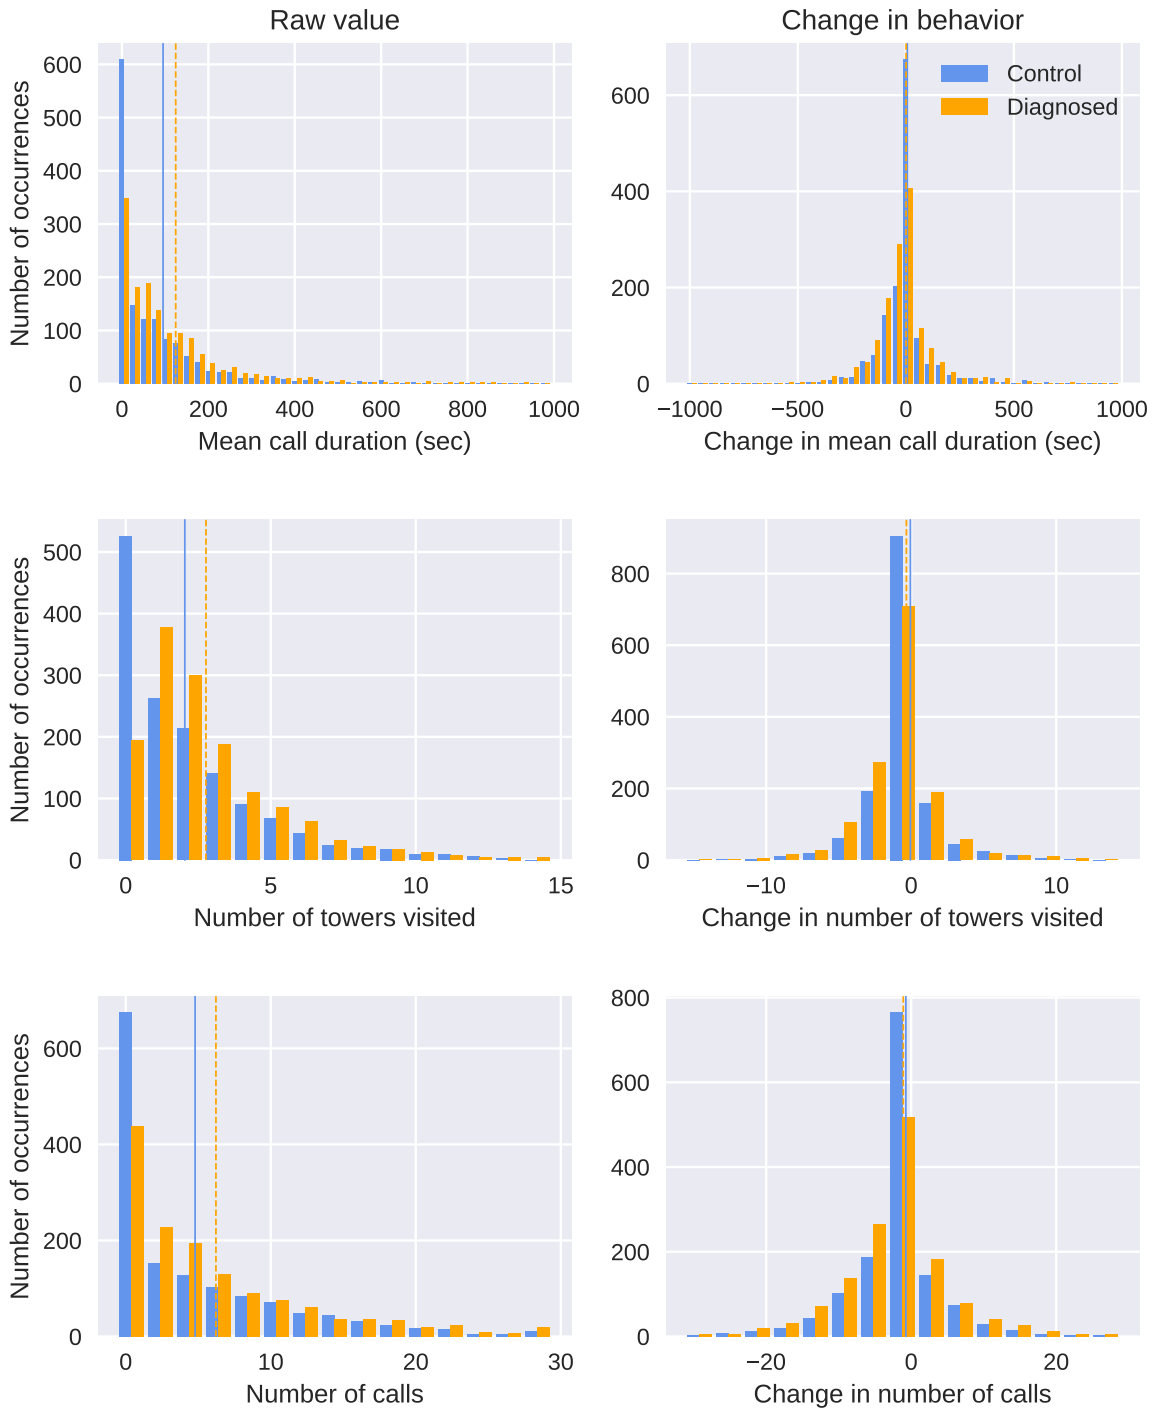 Raw value
Change in behavior
Number of occurrences
600
500
400
300
200
100
0
0 200 400 600 800 1000
Mean call duration (sec)
600
400
200
0
Control
Diagnosed
−1000 −500 0 500 1000
Change in mean call duration (sec)
Number of occurrences
500
400
300
200
100
0
0 5 10 15
Number of towers visited
800
600
400
200
0
−10 0 10
Change in number of towers visited
Number of occurrences
600
400
200
0
0 10 20 30
Number of calls
800
600
400
200
0
−20 0 20
Change in number of calls